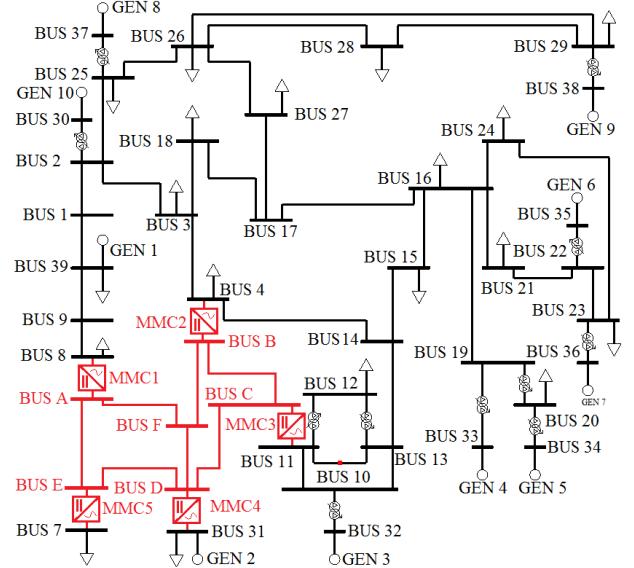 GEN 8
BUS 37
BUS 26
BUS 28
BUS 29
BUS 25
GEN 10
BUS 38
BUS 30
BUS 27
GEN 9
BUS 24
BUS 18
BUS 2
BUS 16
GEN 6
BUS 1
BUS 3
BUS 35
BUS 17
GEN 1
BUS 22
BUS 15
BUS 39
BUS 21
BUS 4
BUS 9
MMC2
BUS 23
BUS 14
BUS B
BUS 8
BUS 19
BUS 36
MMC1
BUS 12
BUS A
BUS C
GEN 7
BUS F
MMC3
BUS 20
BUS 33
BUS 11
BUS 13
BUS 34
BUS 10
BUS E
BUS D
GEN 4
GEN 5
MMC5
MMC4
BUS 7
BUS 31
BUS 32
GEN 2
GEN 3